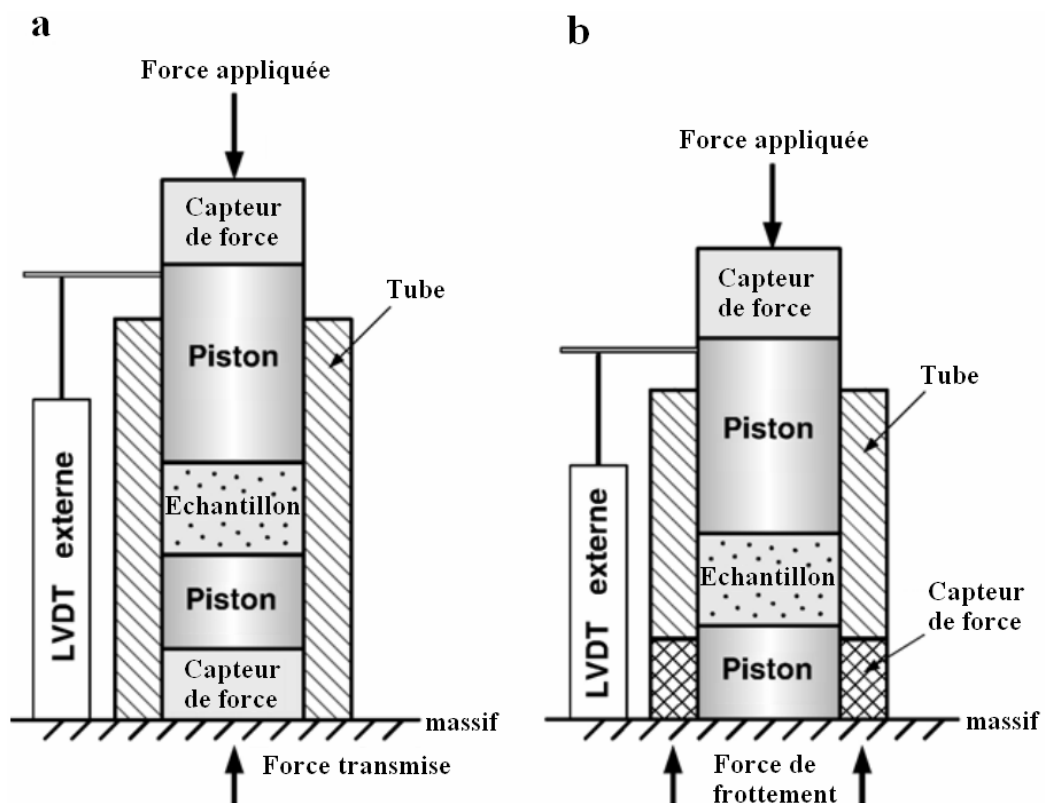 a
Force appliquée
Capteur
de force
Tube
Piston
Echantillon
Piston
Capteur
de force
LVDT externe
massif
Force transmise
b
Force appliquée
Capteur
de force
Tube
Piston
Echantillon
Capteur
de force
Piston
LVDT externe
massif
Force de
frottement